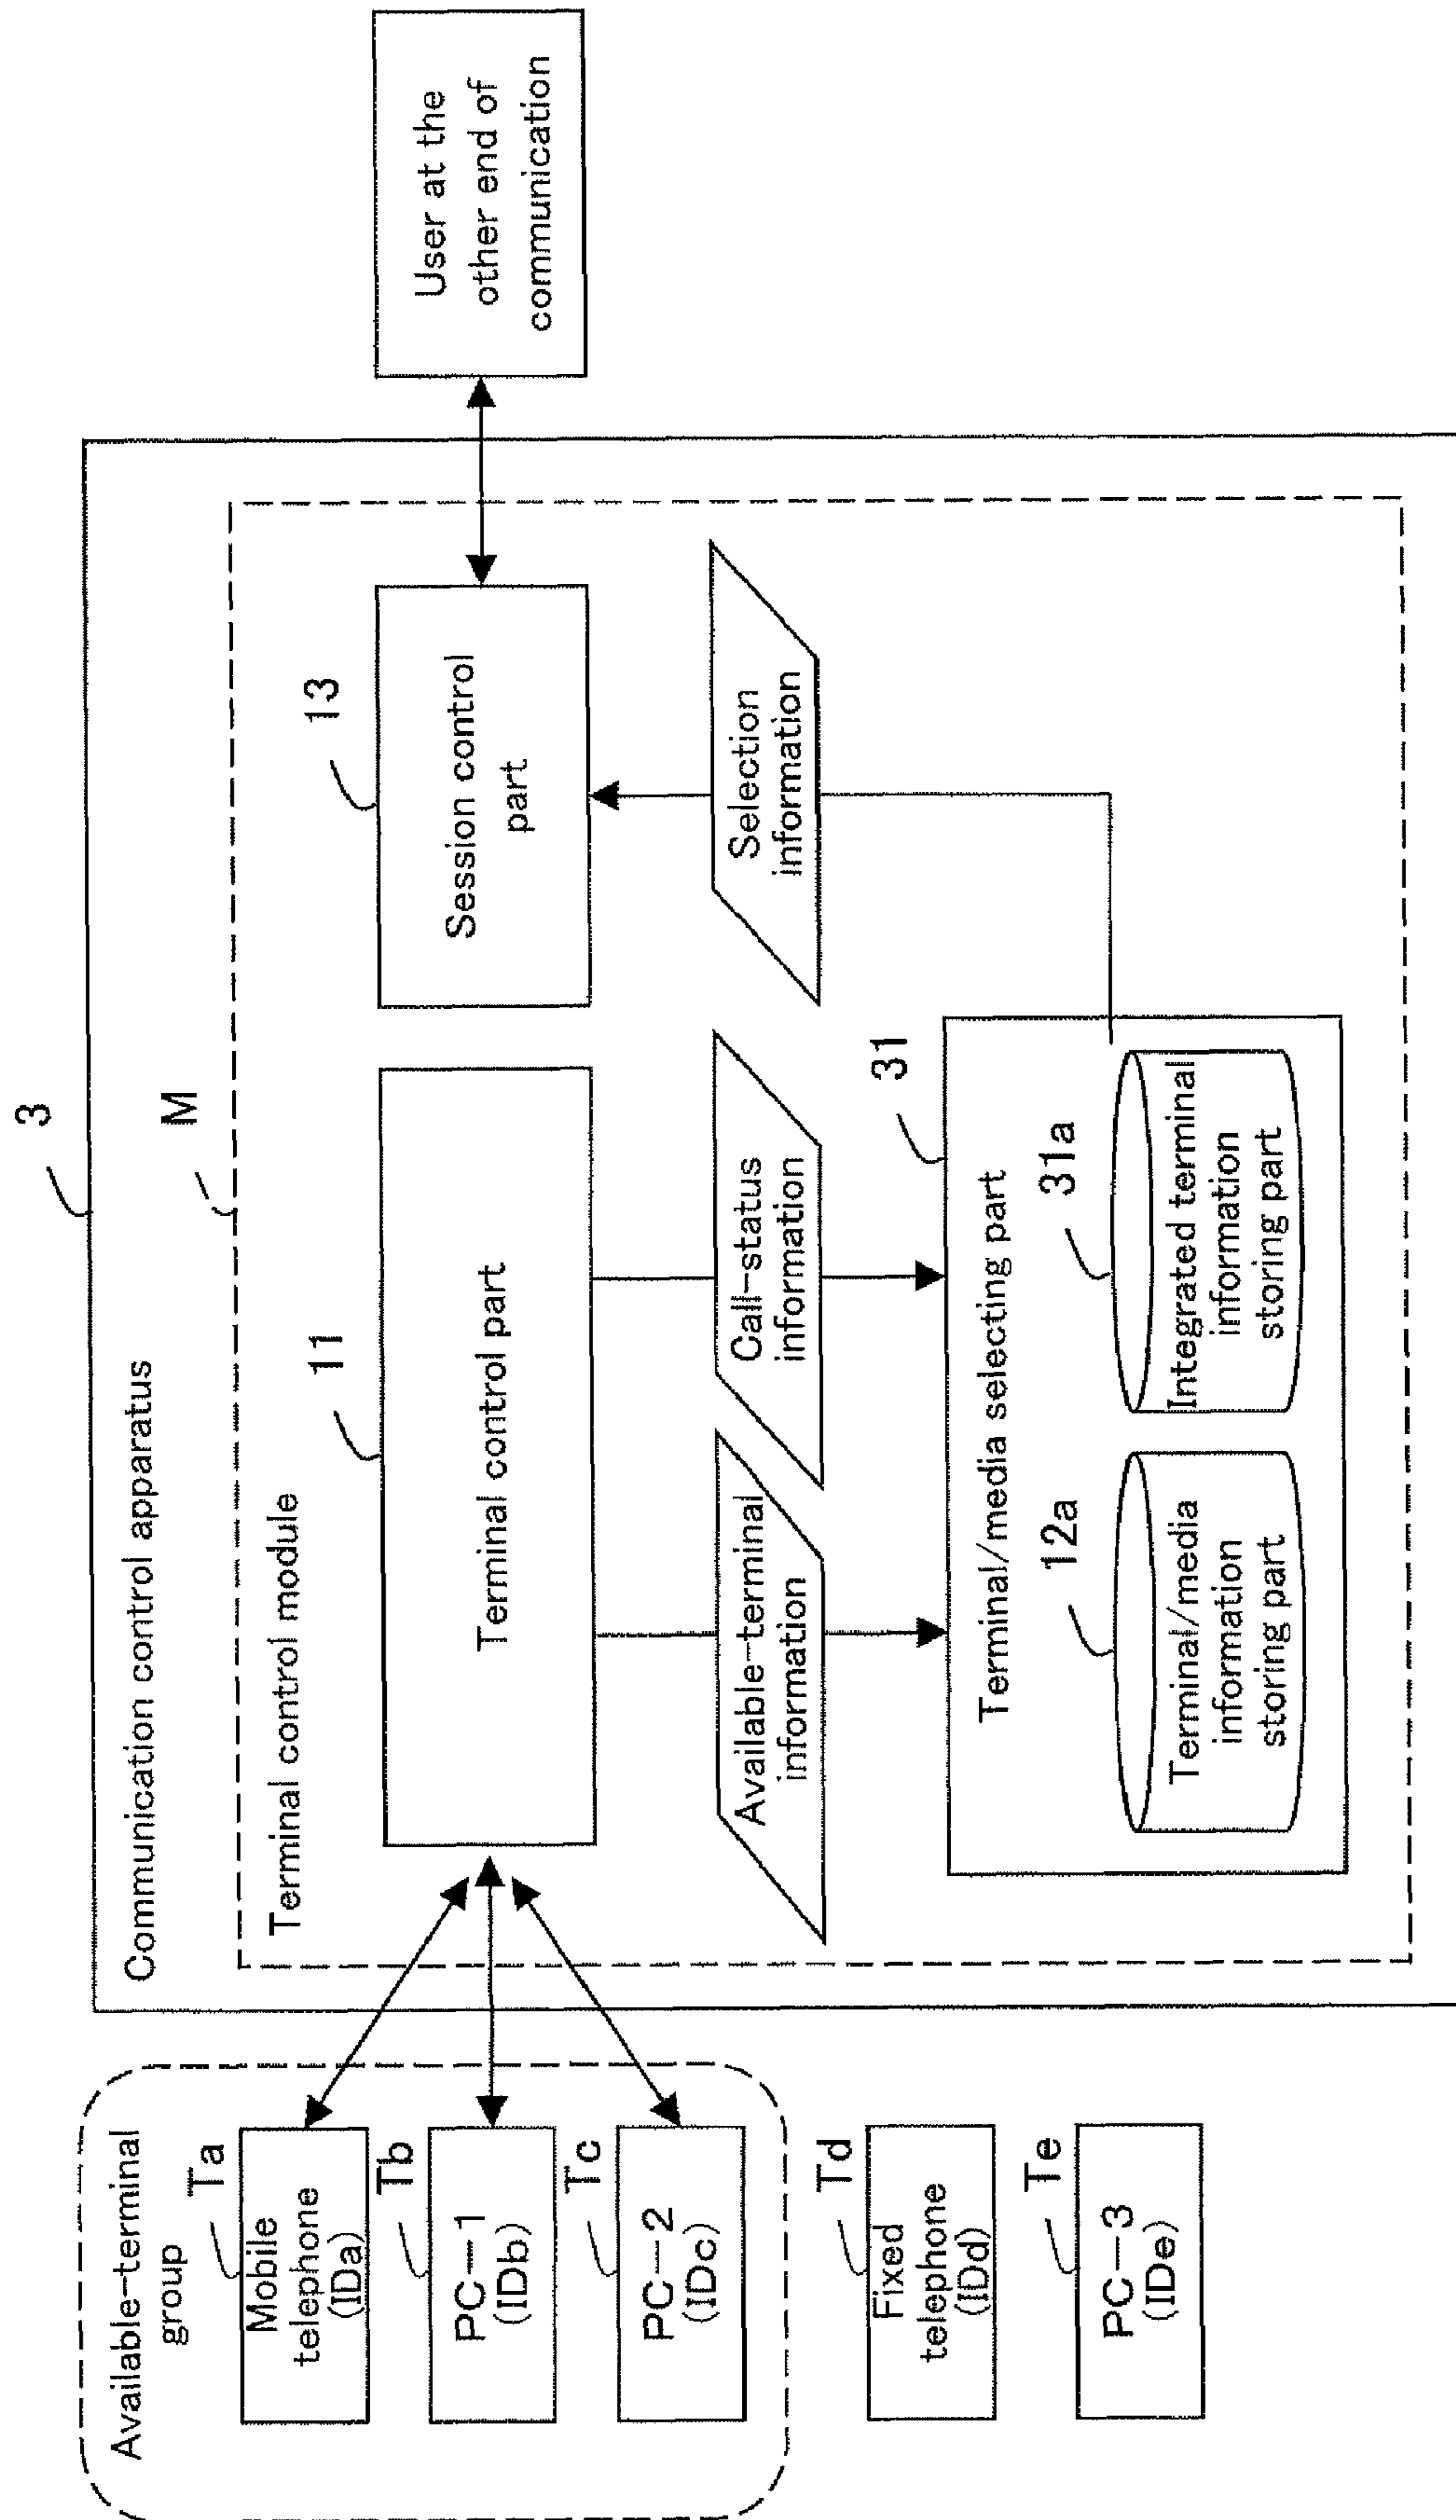 3
Communication control apparatus
M
Terminal control module
Available-terminal
group
Ta
Mobile
telephone
(IDa)
Tb
PC-1
(IDb)
Tc
PC-2
(IDc)
Td
Fixed
telephone
(IDd)
Te
PC-3
(IDe)
11
Terminal control part
13
Session control
part
User at the
other end of
communication
Available-terminal
information
Call-status
information
Selection
information
31
Terminal/media selecting part
12a
Terminal/media
information
storing part
31a
Integrated terminal
information
storing part